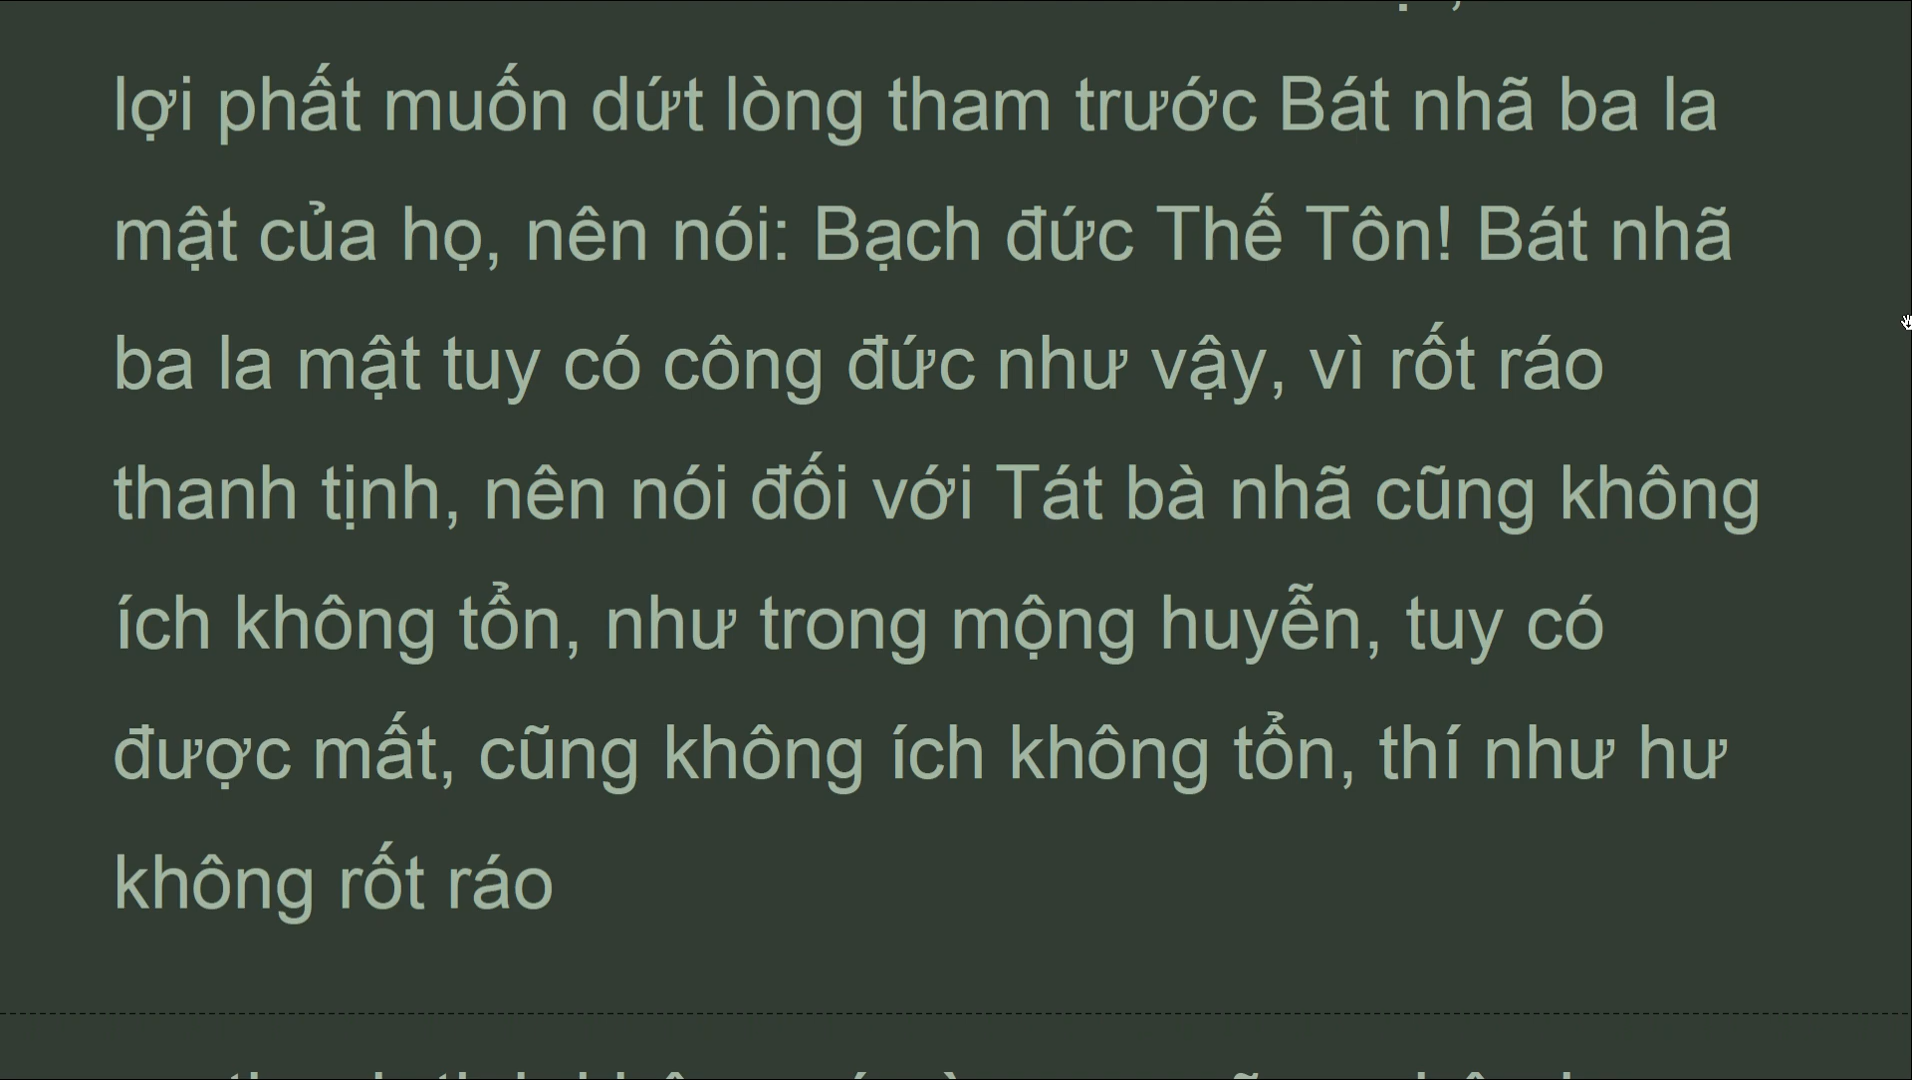 lợi phất muốn dứt lòng tham trước Bát nhã ba la
mật của họ, nên nói: Bạch đức Thế Tôn! Bát nhã
ba la mật tuy có công đức như vậy, vì rốt ráo
thanh tịnh, nên nói đối với Tát bà nhã cũng không
ích không tổn, như trong mộng huyễn, tuy có
được mất, cũng không ích không tổn, thí như hư
không rốt ráo